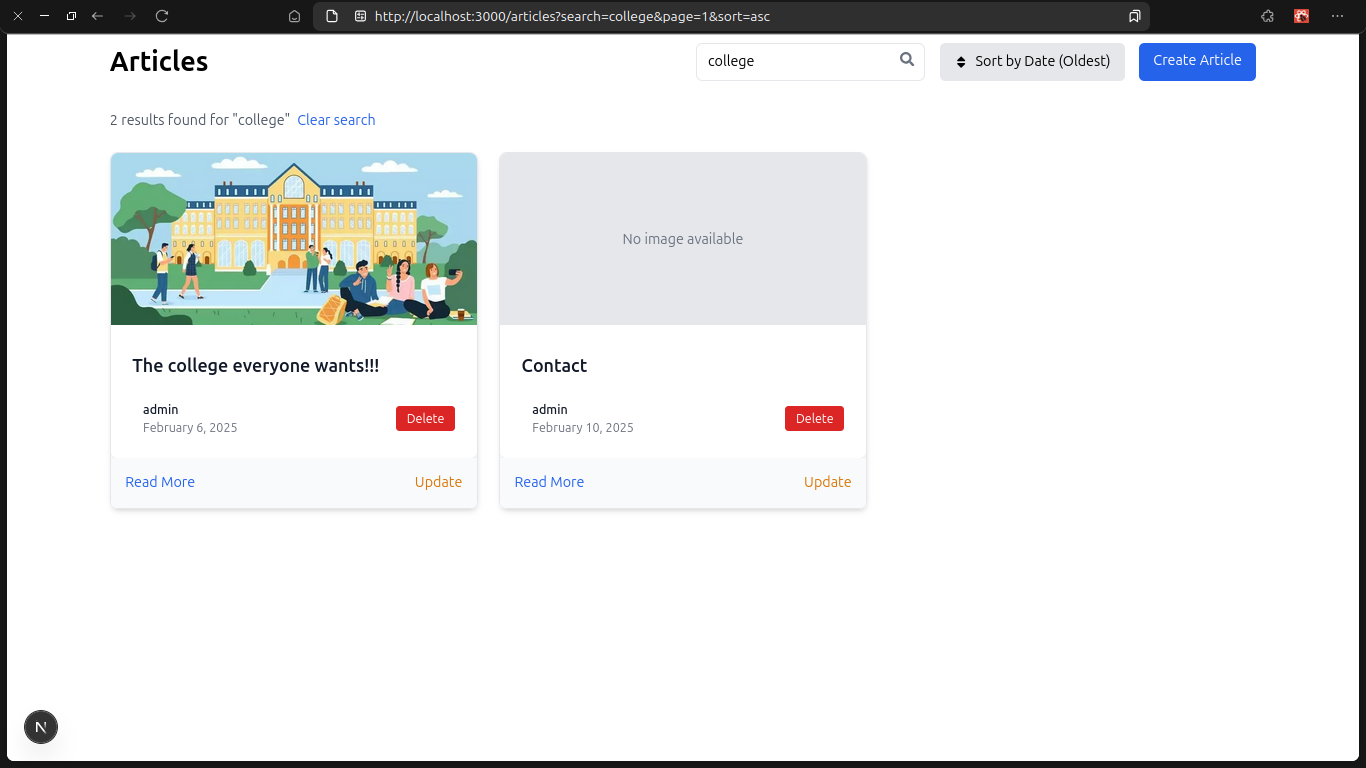 http://localhost:3000/articles?search=college&page=1&sort=asc
Articles
college
Sort by Date (Oldest)
Create Article
2 results found for "college" Clear search
The college everyone wants!!!
admin
February 6, 2025
Delete
Read More
Update
No image available
Contact
admin
February 10, 2025
Delete
Read More
Update
N